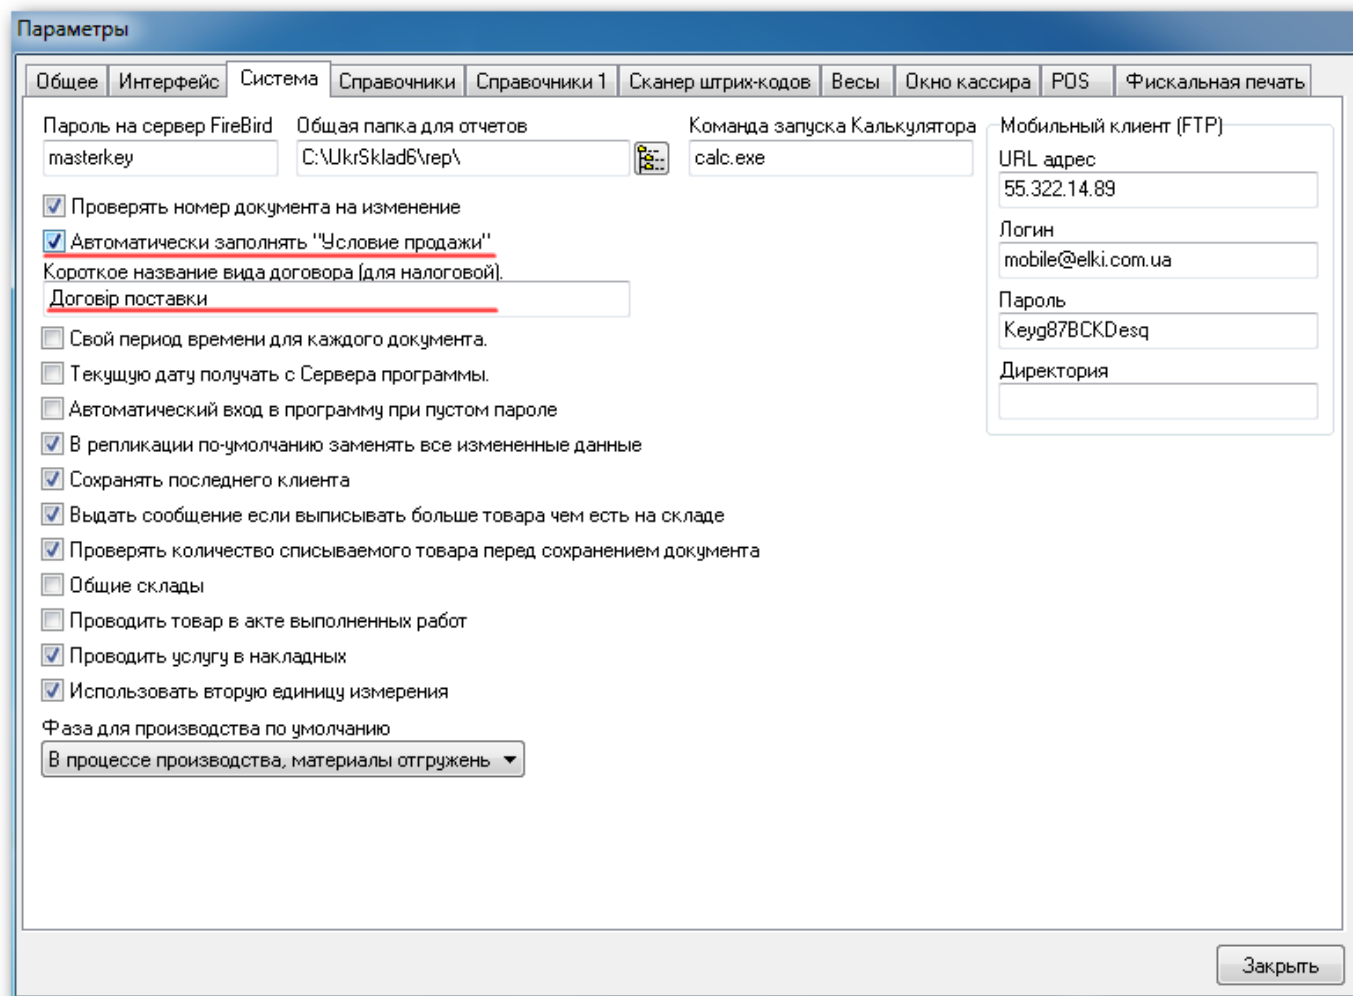 Параметры
Общее Интерфейс Система Справочники Справочники 1 Сканер штрих-кодов Весы Окно кассира POS Фискальная печать
Пароль на сервер FireBird Общая папка для отчетов Команда запуска Калькулятора Мобильный клиент (FTP)
masterkey C:\UkrSklad6\rep\ calc.exe
URL адрес
55.322.14.89
Проверять номер документа на изменение
Логин
Автоматически заполнять "Условие продажи"
mobile@elki.com.ua
Короткое название вида договора (для налоговой).
Договір поставки
Пароль
Keyg87BCKDesq
Свой период времени для каждого документа.
Текущую дату получать с Сервера программы.
Директория
Автоматический вход в программу при пустом пароле
В репликации по-умолчанию заменять все измененные данные
Сохранять последнего клиента
Выдать сообщение если выписывать больше товара чем есть на складе
Проверять количество списываемого товара перед сохранением документа
Общие склады
Проводить товар в акте выполненных работ
Проводить услугу в накладных
Использовать вторую единицу измерения
Фаза для производства по умолчанию
В процессе производства, материалы отгружень
Закрыть